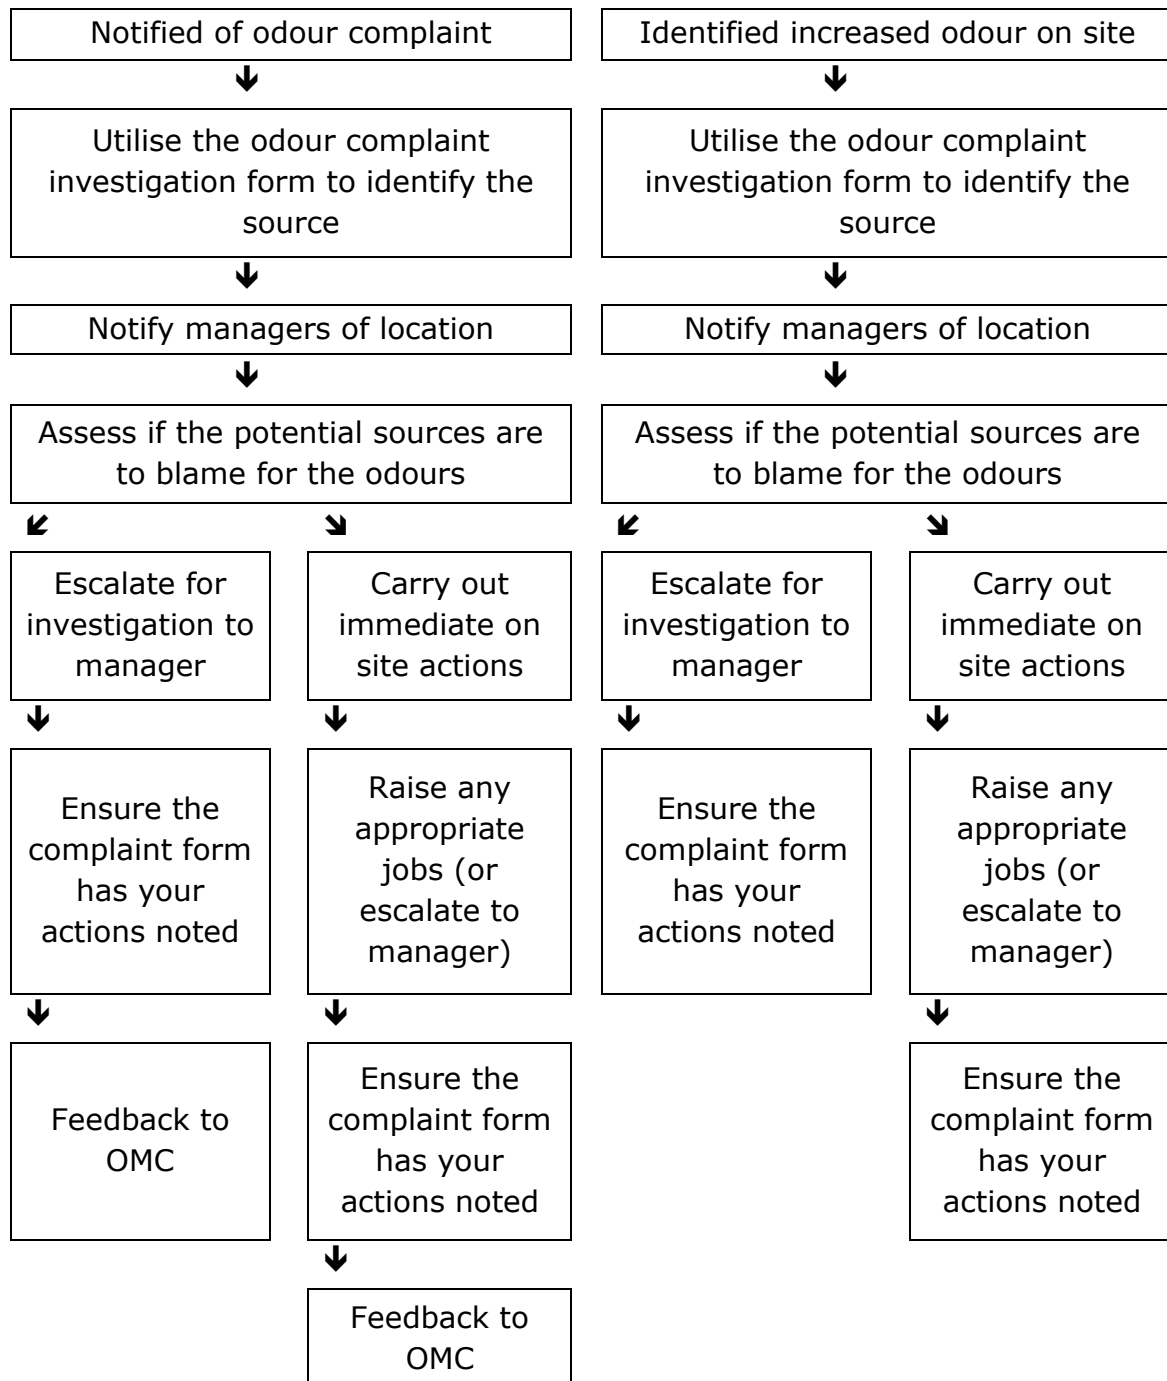 Notified of odour complaint
Identified increased odour on site
Utilise the odour complaint
investigation form to identify the
source
Utilise the odour complaint
investigation form to identify the
source
Notify managers of location
Notify managers of location
Assess if the potential sources are
to blame for the odours
Assess if the potential sources are
to blame for the odours
Escalate for
investigation to
manager
Carry out
immediate on
site actions
Escalate for
investigation to
manager
Carry out
immediate on
site actions
Ensure the
complaint form
has your
actions noted
Raise any
appropriate
jobs (or
escalate to
manager)
Ensure the
complaint form
has your
actions noted
Raise any
appropriate
jobs (or
escalate to
manager)
Feedback to
OMC
Ensure the
complaint form
has your
actions noted
Ensure the
complaint form
has your
actions noted
Feedback to
OMC